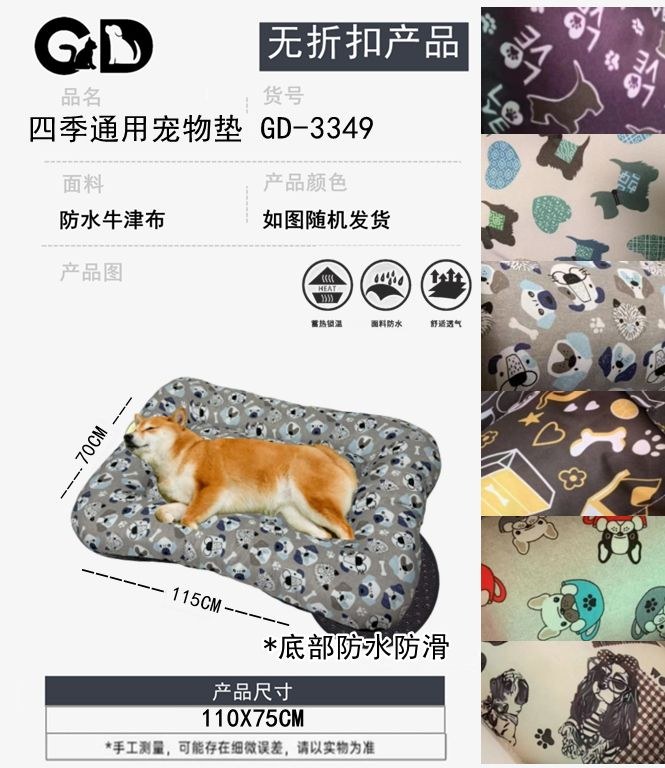 GD
无折扣产品
品名
货号
四季通用宠物垫 GD-3349
面料
产品颜色
防水牛津布
如图随机发货
产品图
HEAT
蓄热锁温
面料防水
舒适透气
70CM
115CM
*底部防水防滑
产品尺寸
110X75CM
*手工测量，可能存在细微误差，请以实物为准
LOVE
LOVE